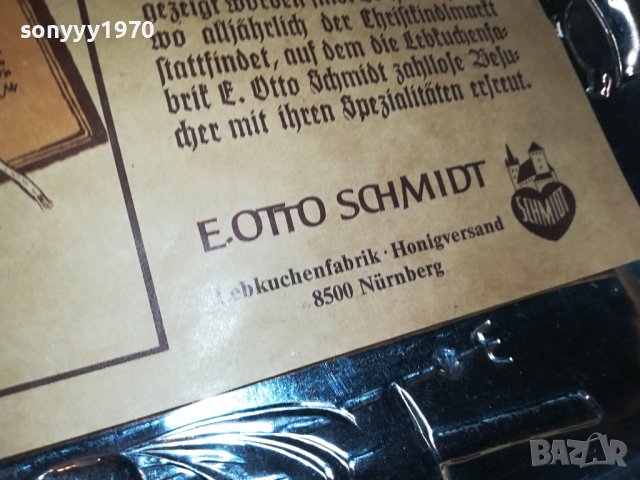 sonyyy1970
gezeigt worden
wo alljährlich der Christkindlmarkt
stattfindet, auf dem die Lebkuchenfa-
brik E. Otto Schmidt zahllose Besu-
cher mit ihren Spezialitäten erfreut.
E. OTTO SCHMIDT
SCHMIDT
Lebkuchenfabrik · Honigversand
8500 Nürnberg
BAZAR